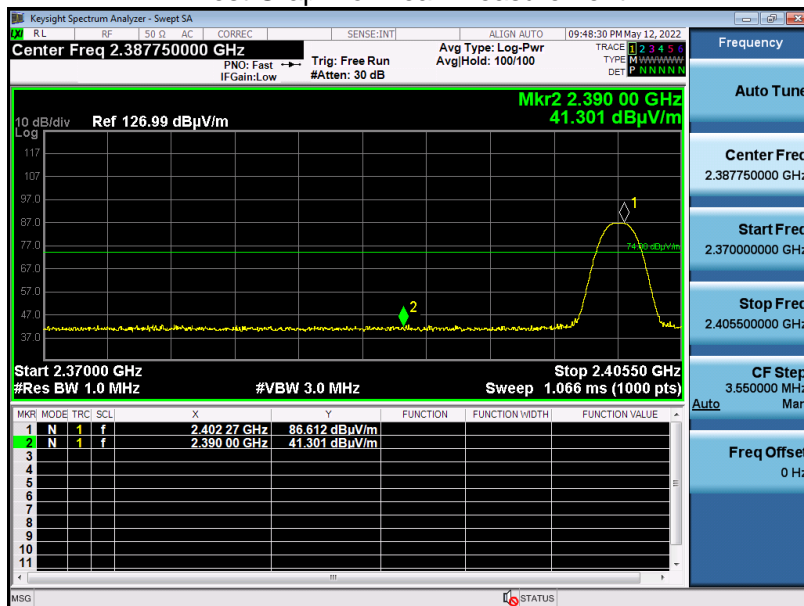 Keysight Spectrum Analyzer - Swept SA
RL RF 50 Ω AC CORREC SENSE:INT ALIGN AUTO 09:48:30 PM May 12, 2022
Center Freq 2.387750000 GHz
PNO: Fast
IFGain:Low
Trig: Free Run
#Atten: 30 dB
Avg Type: Log-Pwr
Avg|Hold: 100/100
TRACE 1 2 3 4 5 6
TYPE M WWWWW
DET P N N N N N
Mkr2 2.390 00 GHz
41.301 dBµV/m
10 dB/div Ref 126.99 dBµV/m
Log
117
107
97.0
87.0
77.0
67.0
57.0
47.0
37.0
1
74.00 dBµV/m
2
Start 2.37000 GHz Stop 2.40550 GHz
#Res BW 1.0 MHz #VBW 3.0 MHz Sweep 1.066 ms (1000 pts)
MKR MODE TRC SCL X Y FUNCTION FUNCTION WIDTH FUNCTION VALUE
1 N 1 f 2.402 27 GHz 86.612 dBµV/m
2 N 1 f 2.390 00 GHz 41.301 dBµV/m
3
4
5
6
7
8
9
10
11
MSG STATUS
Frequency
Auto Tune
Center Freq
2.387750000 GHz
Start Freq
2.370000000 GHz
Stop Freq
2.405500000 GHz
CF Step
3.550000 MHz
Auto Man
Freq Offset
0 Hz